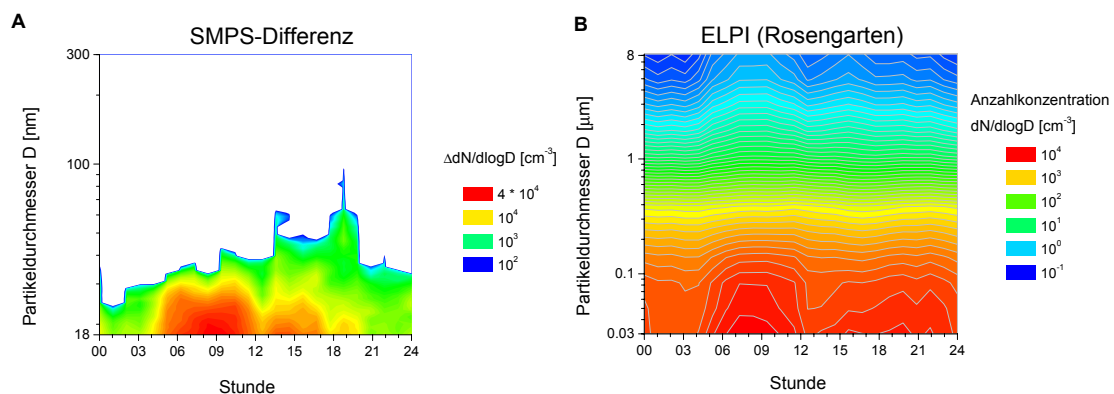 A
SMPS-Differenz
300
100
18
Partikeldurchmesser D [nm]
00 03 06 09 12 15 18 21 24
Stunde
ΔdN/dlogD [cm⁻³]
4 * 10⁴
10⁴
10³
10²
B
ELPI (Rosengarten)
8
1
0.1
0.03
Partikeldurchmesser D [µm]
00 03 06 09 12 15 18 21 24
Stunde
Anzahlkonzentration
dN/dlogD [cm⁻³]
10⁴
10³
10²
10¹
10⁰
10⁻¹